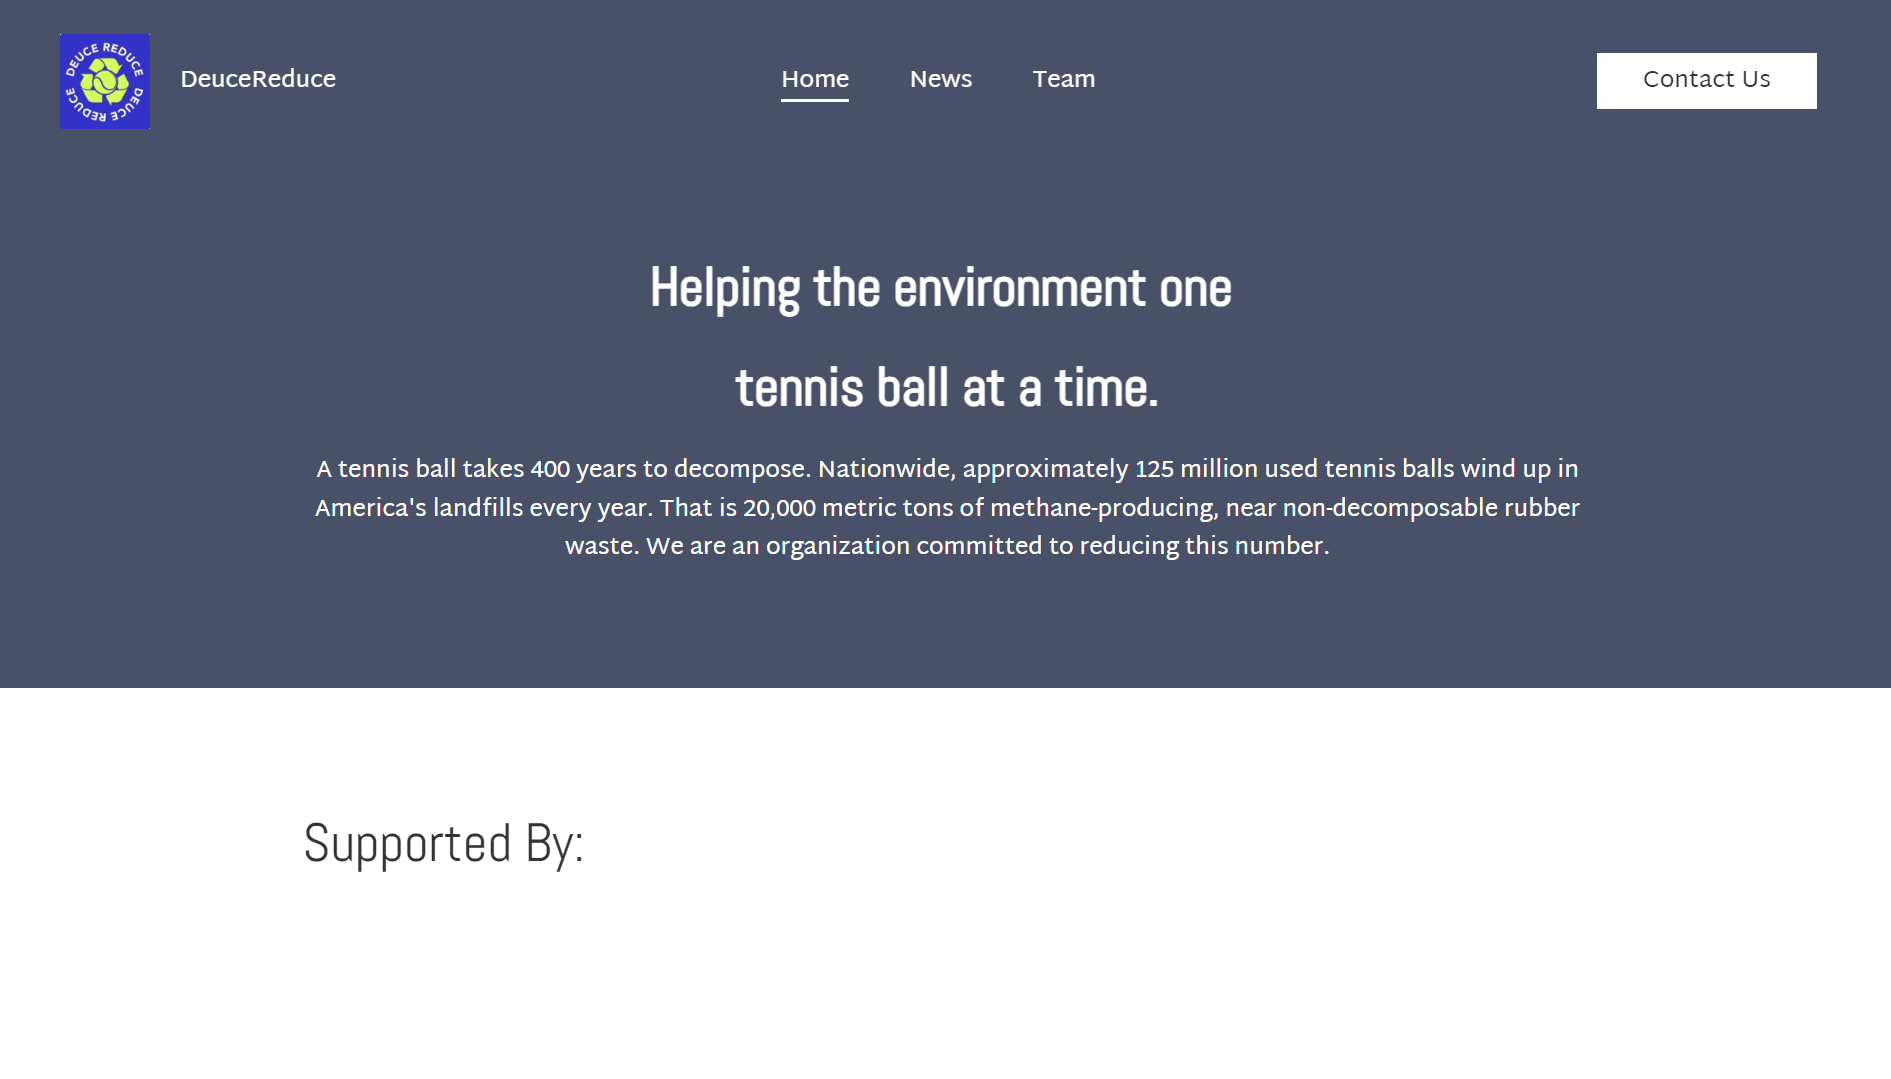 DEUCE REDUCE DEUCE REDUCE
DeuceReduce
Home
News
Team
Contact Us
Helping the environment one
tennis ball at a time.
A tennis ball takes 400 years to decompose. Nationwide, approximately 125 million used tennis balls wind up in
America's landfills every year. That is 20,000 metric tons of methane-producing, near non-decomposable rubber
waste. We are an organization committed to reducing this number.
Supported By: